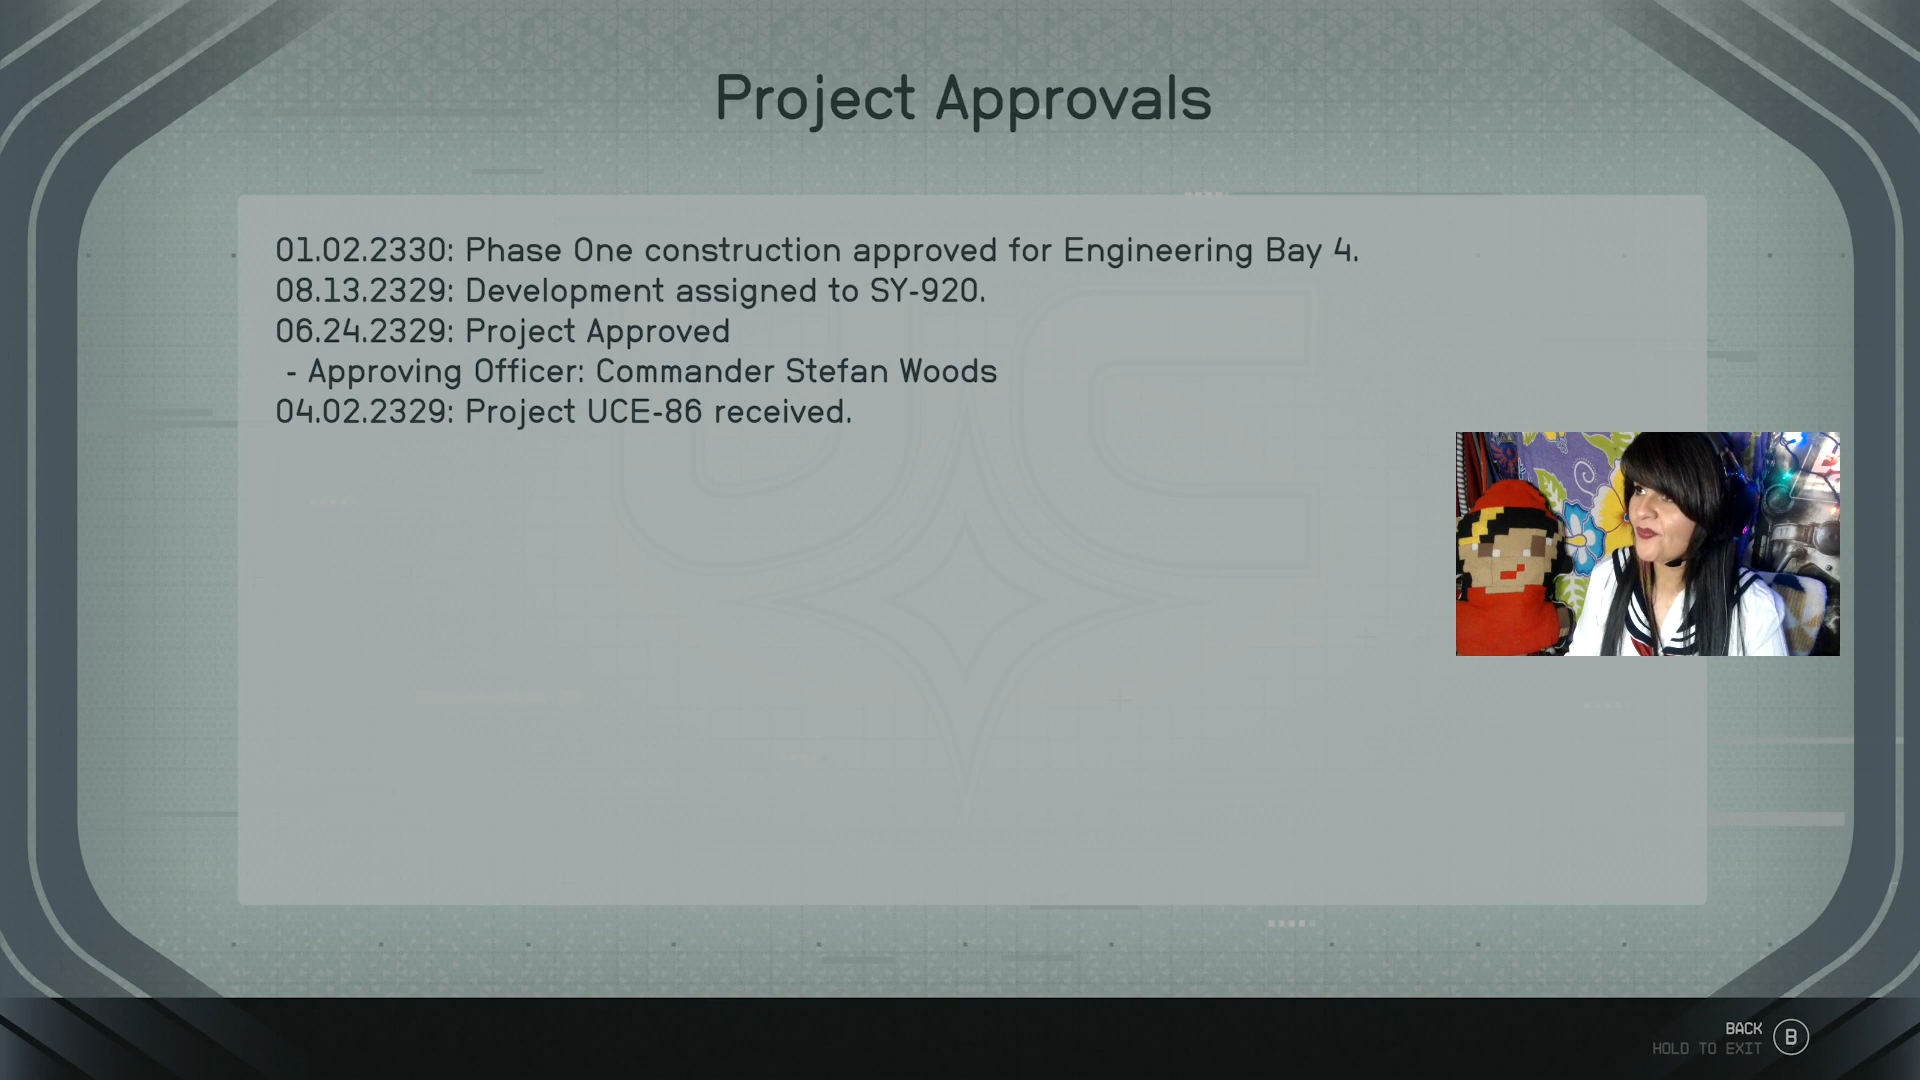 Project Approvals
01.02.2330: Phase One construction approved for Engineering Bay 4.
08.13.2329: Development assigned to SY-920.
06.24.2329: Project Approved
- Approving Officer: Commander Stefan Woods
04.02.2329: Project UCE-86 received.
UC
BACK
HOLD TO EXIT
B